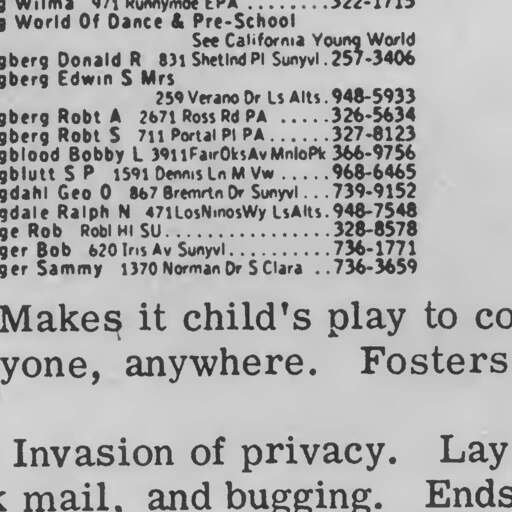 g Wilma 971 Runnymde EPA ........322-1715
g World Of Dance & Pre-School
See California Young World
gberg Donald R 831 Shetlnd Pl Sunyvl.257-3406
gberg Edwin S Mrs
259 Verano Dr Ls Alts.948-5933
gberg Robt A 2671 Ross Rd PA .....326-5634
gberg Robt S 711 Portal Pl PA.....327-8123
gblood Bobby L 3911FairOksAvMnloPk 366-9756
gblutt S P 1591 Dennis Ln M Vw .....968-6465
gdahl Geo O 867 Bremrtn Dr Sunyvl ...739-9152
gdale Ralph N 471LosNinosWy LsAlts.948-7548
ge Rob Robl Hl SU...............328-8578
ger Bob 620 Iris Av Sunyvl..........736-1771
ger Sammy 1370 Norman Dr S Clara ..736-3659
Makes it child's play to co
yone, anywhere. Fosters
Invasion of privacy. Lay
k mail, and bugging. Ends